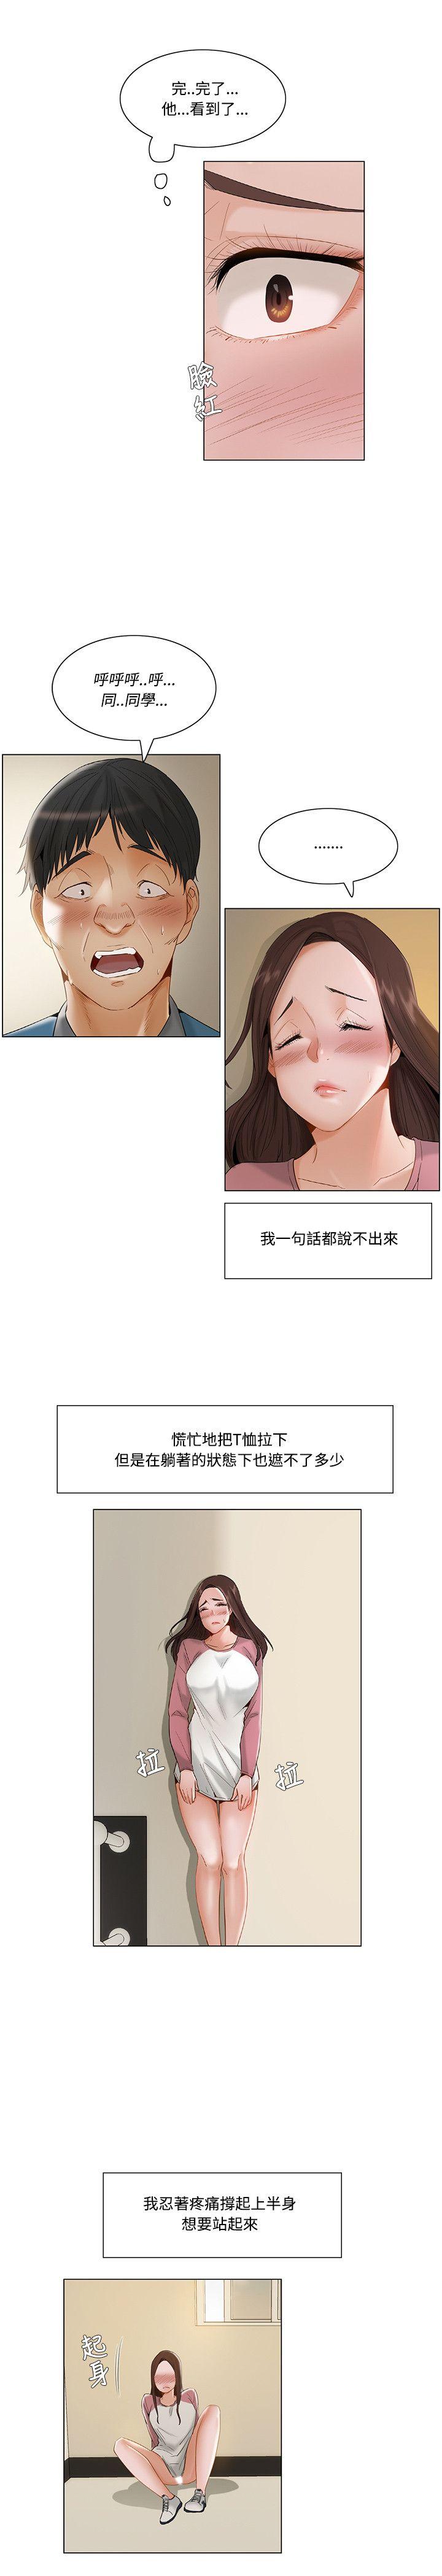 完..完了...
他...看到了...
臉紅
呼呼呼..呼...
同..同學...
.......
我一句話都說不出來
慌忙地把T恤拉下
但是在躺著的狀態下也遮不了多少
拉
拉
我忍著疼痛撐起上半身
想要站起來
起身